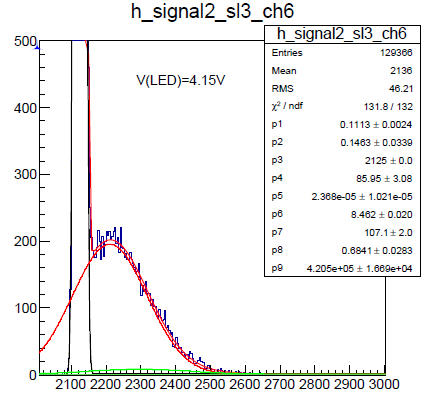 h_signal2_sl3_ch6
500
400
300
200
100
0
V(LED)=4.15V
h_signal2_sl3_ch6
Entries 129366
Mean 2136
RMS 46.21
χ² / ndf 131.8 / 132
p1 0.1113 ± 0.0024
p2 0.1463 ± 0.0339
p3 2125 ± 0.0
p4 85.95 ± 3.08
p5 2.368e-05 ± 1.021e-05
p6 8.462 ± 0.020
p7 107.1 ± 2.0
p8 0.6841 ± 0.0283
p9 4.205e+05 ± 1.669e+04
2100 2200 2300 2400 2500 2600 2700 2800 2900 3000